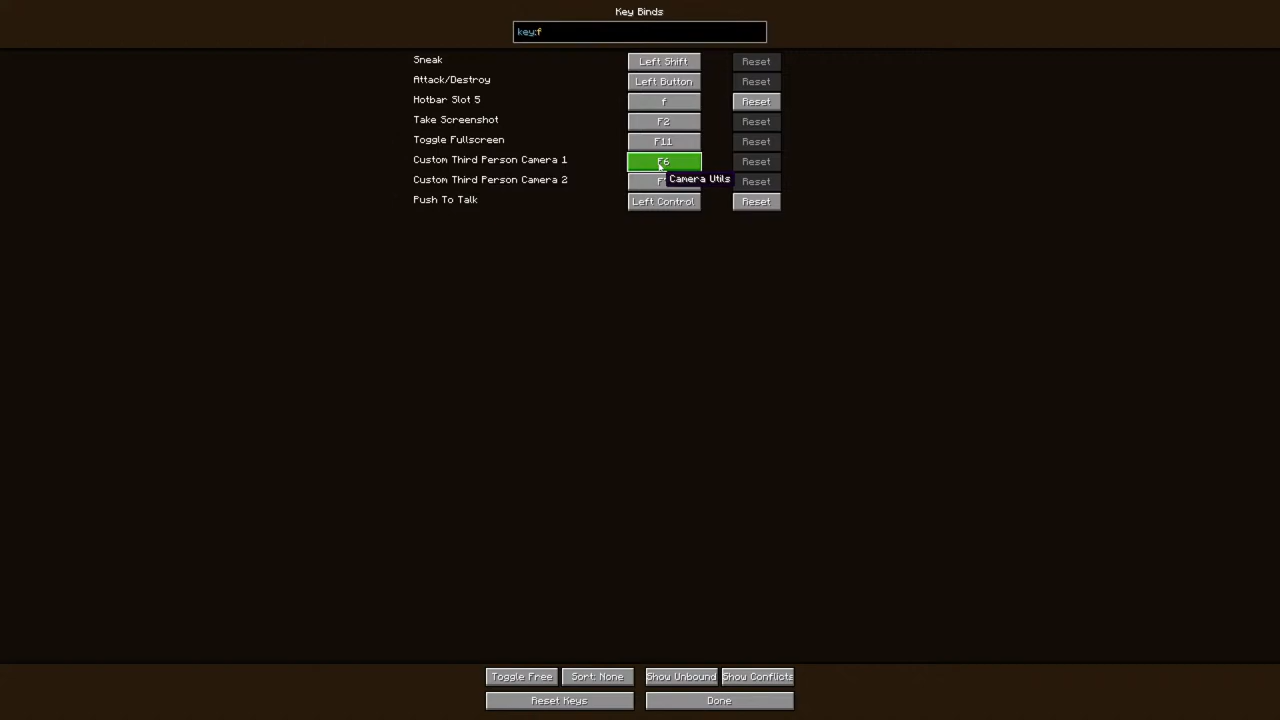 Key Binds
key:f
Sneak Left Shift Reset
Attack/Destroy Left Button Reset
Hotbar Slot 5 f Reset
Take Screenshot F2 Reset
Toggle Fullscreen F11 Reset
Custom Third Person Camera 1 F6 Reset
Custom Third Person Camera 2 Reset
Camera Utils
Push To Talk Left Control Reset
Toggle Free Sort: None Show Unbound Show Conflicts
Reset Keys Done